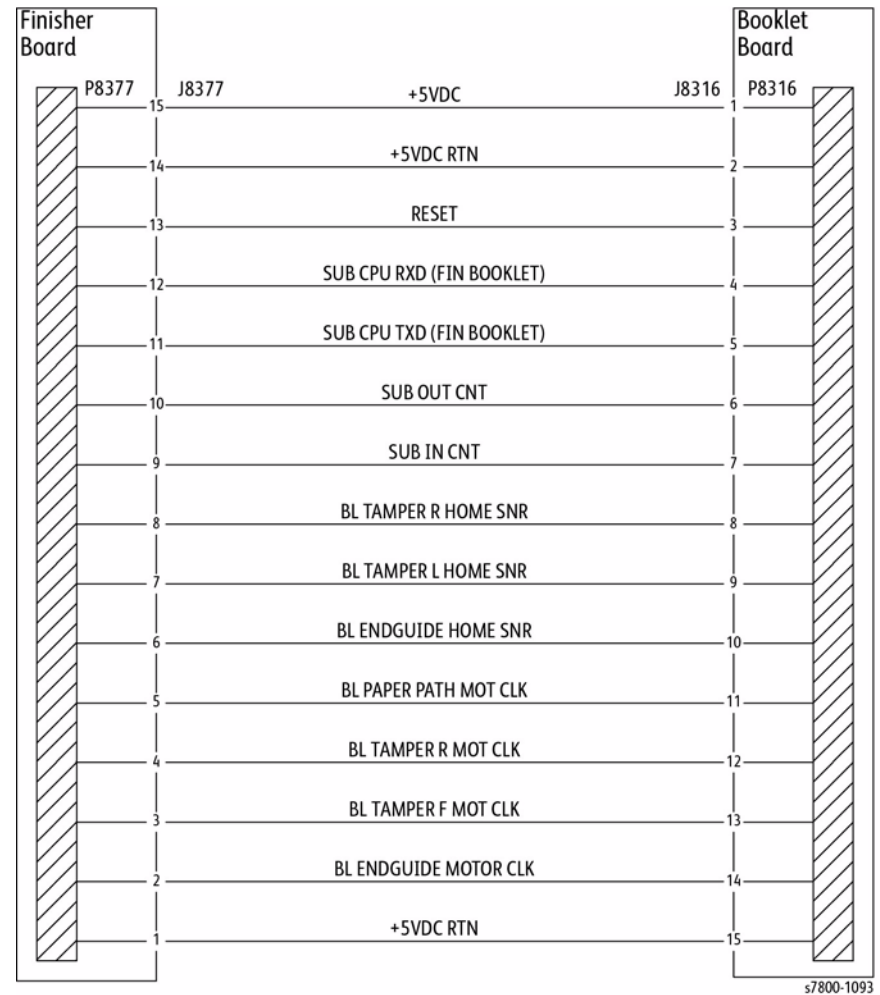 Finisher
Board
Booklet
Board
P8377 J8377 J8316 P8316
15 +5VDC 1
14 +5VDC RTN 2
13 RESET 3
12 SUB CPU RXD (FIN BOOKLET) 4
11 SUB CPU TXD (FIN BOOKLET) 5
10 SUB OUT CNT 6
9 SUB IN CNT 7
8 BL TAMPER R HOME SNR 8
7 BL TAMPER L HOME SNR 9
6 BL ENDGUIDE HOME SNR 10
5 BL PAPER PATH MOT CLK 11
4 BL TAMPER R MOT CLK 12
3 BL TAMPER F MOT CLK 13
2 BL ENDGUIDE MOTOR CLK 14
1 +5VDC RTN 15
s7800-1093